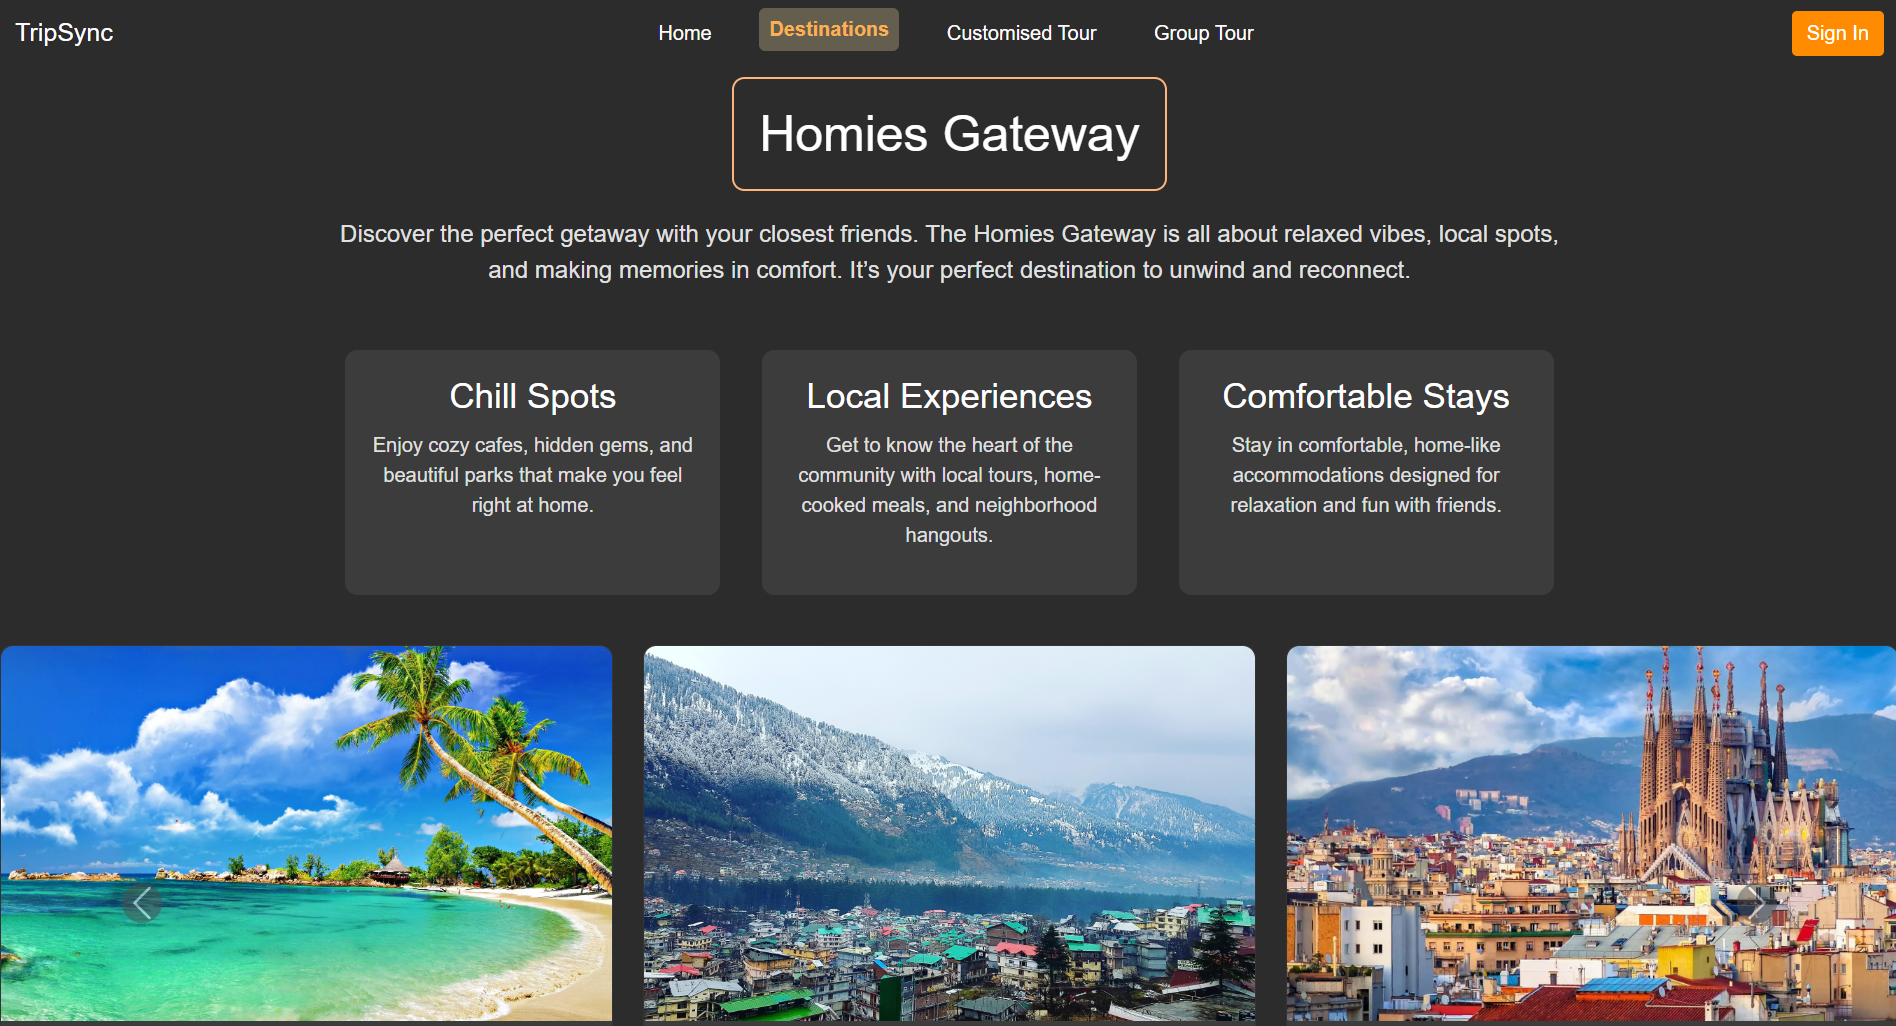 TripSync
Home
Destinations
Customised Tour
Group Tour
Sign In
Homies Gateway
Discover the perfect getaway with your closest friends. The Homies Gateway is all about relaxed vibes, local spots,
and making memories in comfort. It’s your perfect destination to unwind and reconnect.
Chill Spots
Enjoy cozy cafes, hidden gems, and
beautiful parks that make you feel
right at home.
Local Experiences
Get to know the heart of the
community with local tours, home-
cooked meals, and neighborhood
hangouts.
Comfortable Stays
Stay in comfortable, home-like
accommodations designed for
relaxation and fun with friends.